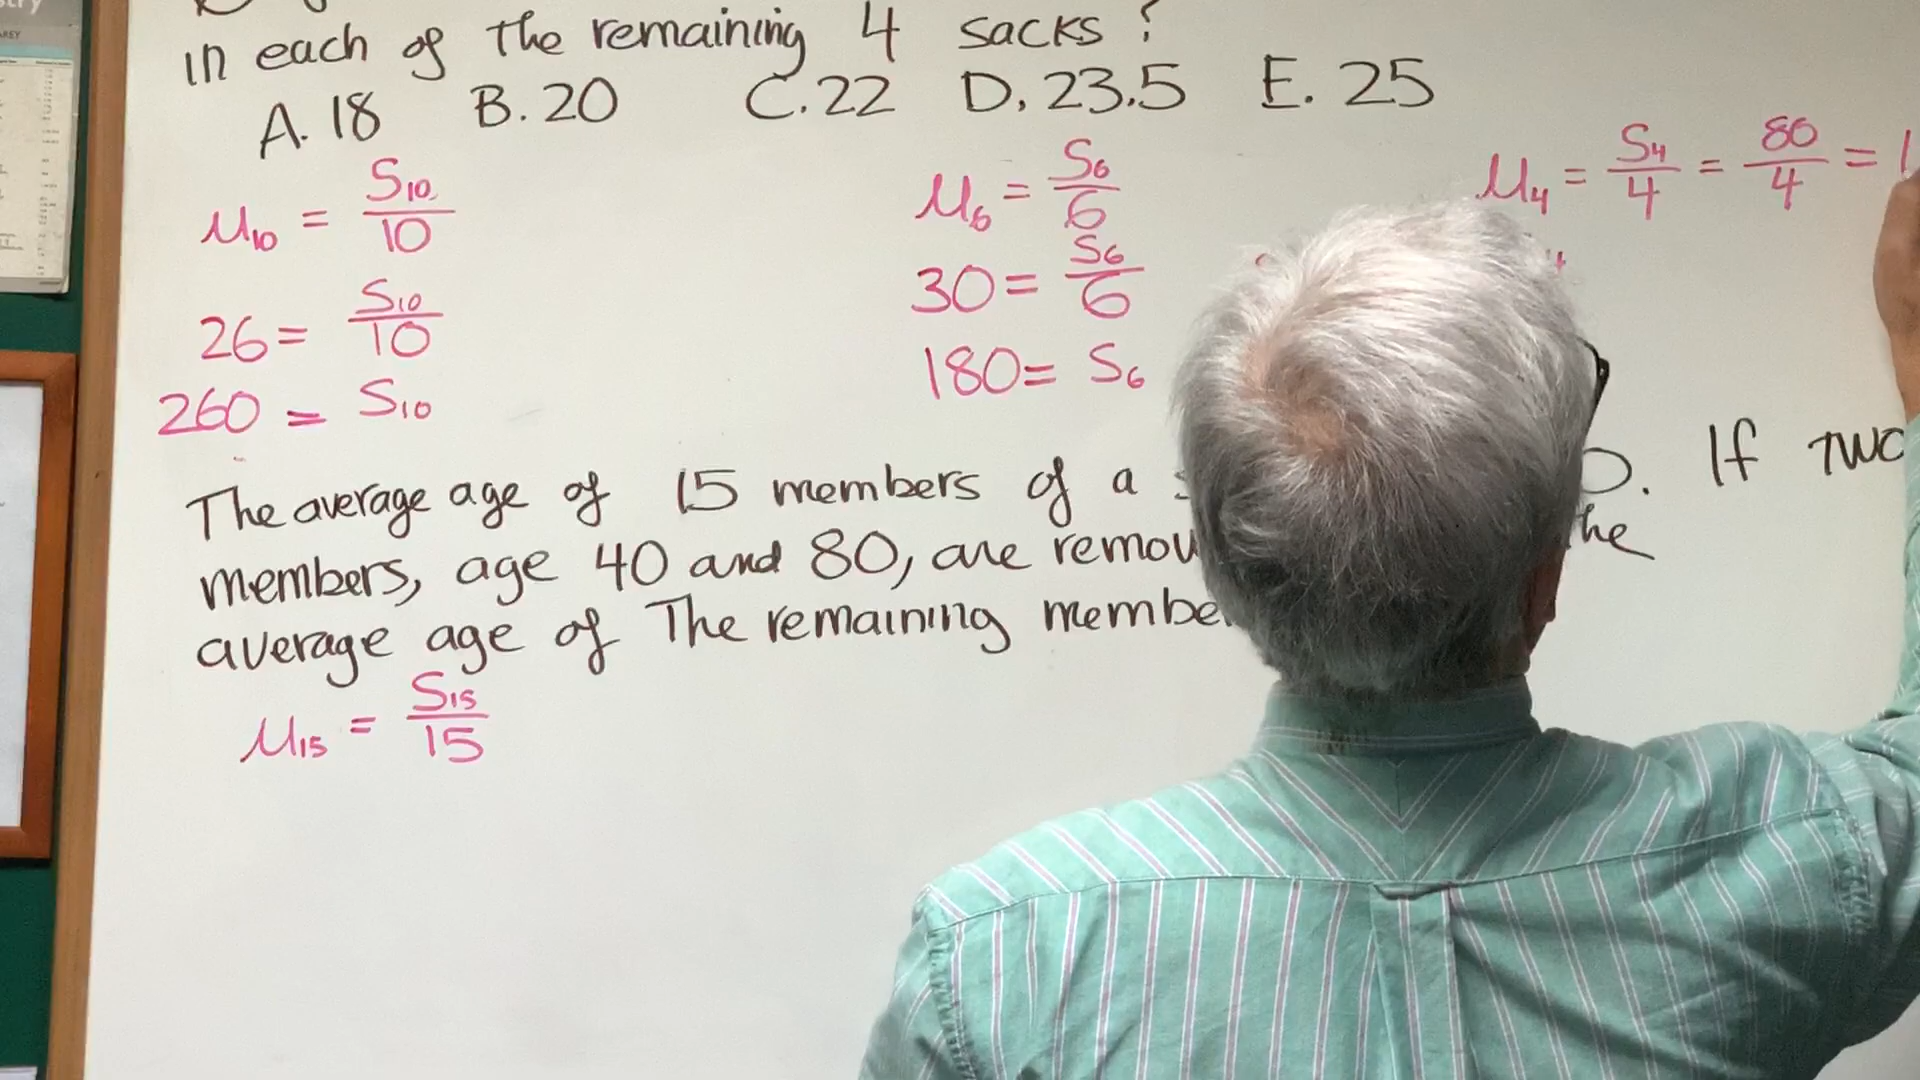 in each of the remaining 4 sacks?
A. 18 B. 20 C. 22 D. 23.5 E. 25
μ10 = S10/10
26 = S10/10
260 = S10
μ6 = S6/6
30 = S6/6
180 = S6
μ4 = S4/4 = 80/4 =
The average age of 15 members of a If two
members, age 40 and 80, are the
average age of The remaining
μ15 = S15/15